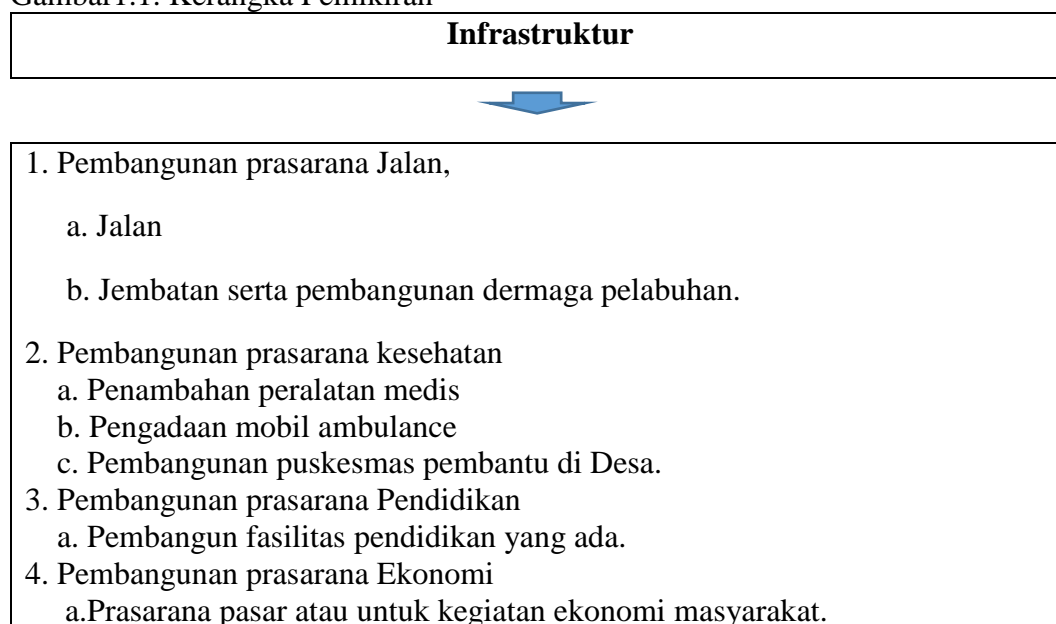 Gambar1.1. Kerangka Pemikiran
Infrastruktur
1. Pembangunan prasarana Jalan,
a. Jalan
b. Jembatan serta pembangunan dermaga pelabuhan.
2. Pembangunan prasarana kesehatan
a. Penambahan peralatan medis
b. Pengadaan mobil ambulance
c. Pembangunan puskesmas pembantu di Desa.
3. Pembangunan prasarana Pendidikan
a. Pembangun fasilitas pendidikan yang ada.
4. Pembangunan prasarana Ekonomi
a.Prasarana pasar atau untuk kegiatan ekonomi masyarakat.